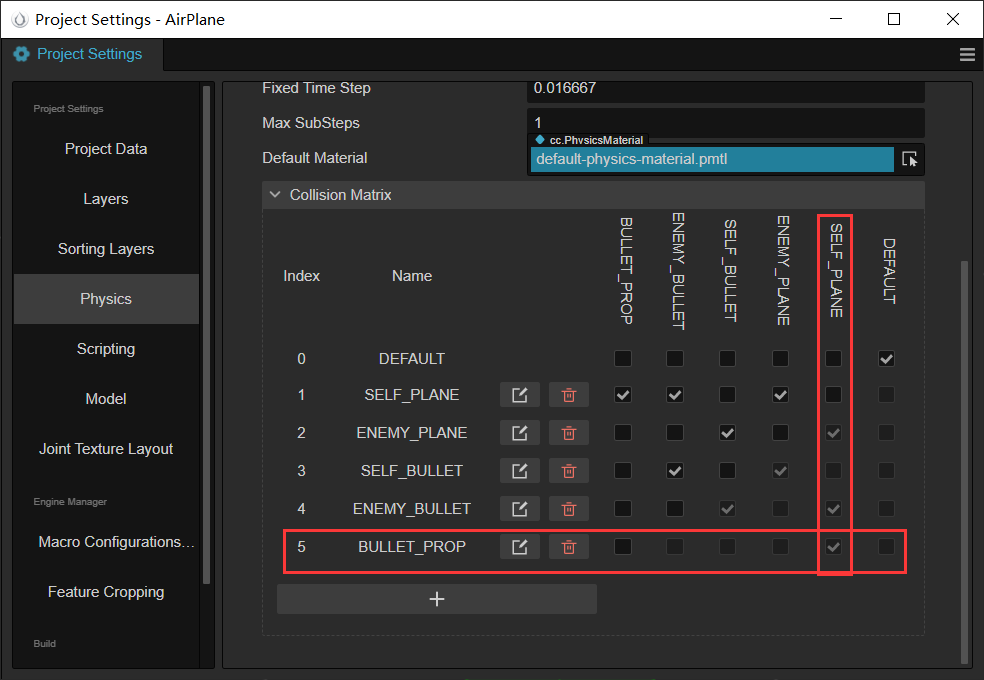 Project Settings - AirPlane
Project Settings
Project Settings
Project Data
Layers
Sorting Layers
Physics
Scripting
Model
Joint Texture Layout
Engine Manager
Macro Configurations...
Feature Cropping
Build
Fixed Time Step
0.016667
Max SubSteps
1
cc.PhysicsMaterial
Default Material
default-physics-material.pmtl
Collision Matrix
Index
Name
BULLET_PROP
ENEMY_BULLET
SELF_BULLET
ENEMY_PLANE
SELF_PLANE
DEFAULT
0 DEFAULT
1 SELF_PLANE
2 ENEMY_PLANE
3 SELF_BULLET
4 ENEMY_BULLET
5 BULLET_PROP